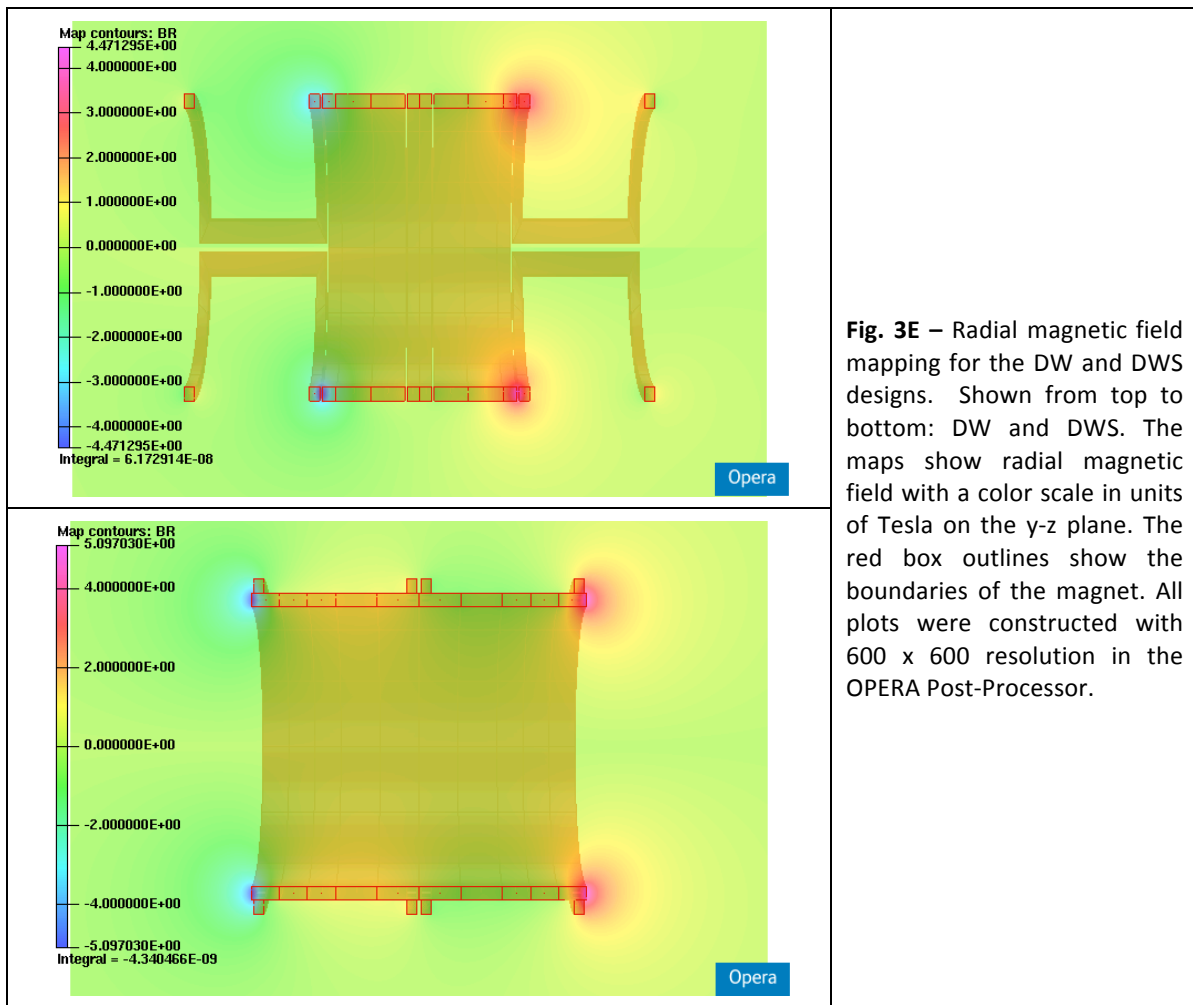 Map contours: BR
4.471295E+00
4.000000E+00
3.000000E+00
2.000000E+00
1.000000E+00
0.000000E+00
-1.000000E+00
-2.000000E+00
-3.000000E+00
-4.000000E+00
-4.471295E+00
Integral = 6.172914E-08
Opera
Map contours: BR
5.097030E+00
4.000000E+00
2.000000E+00
0.000000E+00
-2.000000E+00
-4.000000E+00
-5.097030E+00
Integral = -4.340466E-09
Opera
Fig. 3E – Radial magnetic field
mapping for the DW and DWS
designs. Shown from top to
bottom: DW and DWS. The
maps show radial magnetic
field with a color scale in units
of Tesla on the y-z plane. The
red box outlines show the
boundaries of the magnet. All
plots were constructed with
600 x 600 resolution in the
OPERA Post-Processor.